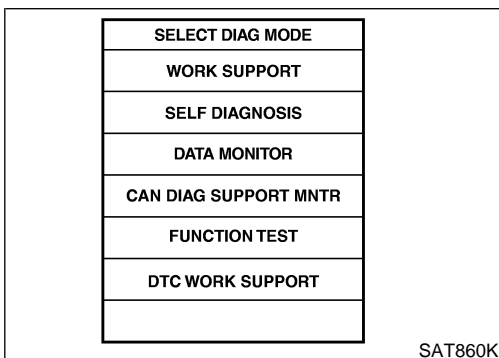 SELECT DIAG MODE
WORK SUPPORT
SELF DIAGNOSIS
DATA MONITOR
CAN DIAG SUPPORT MNTR
FUNCTION TEST
DTC WORK SUPPORT
SAT860K